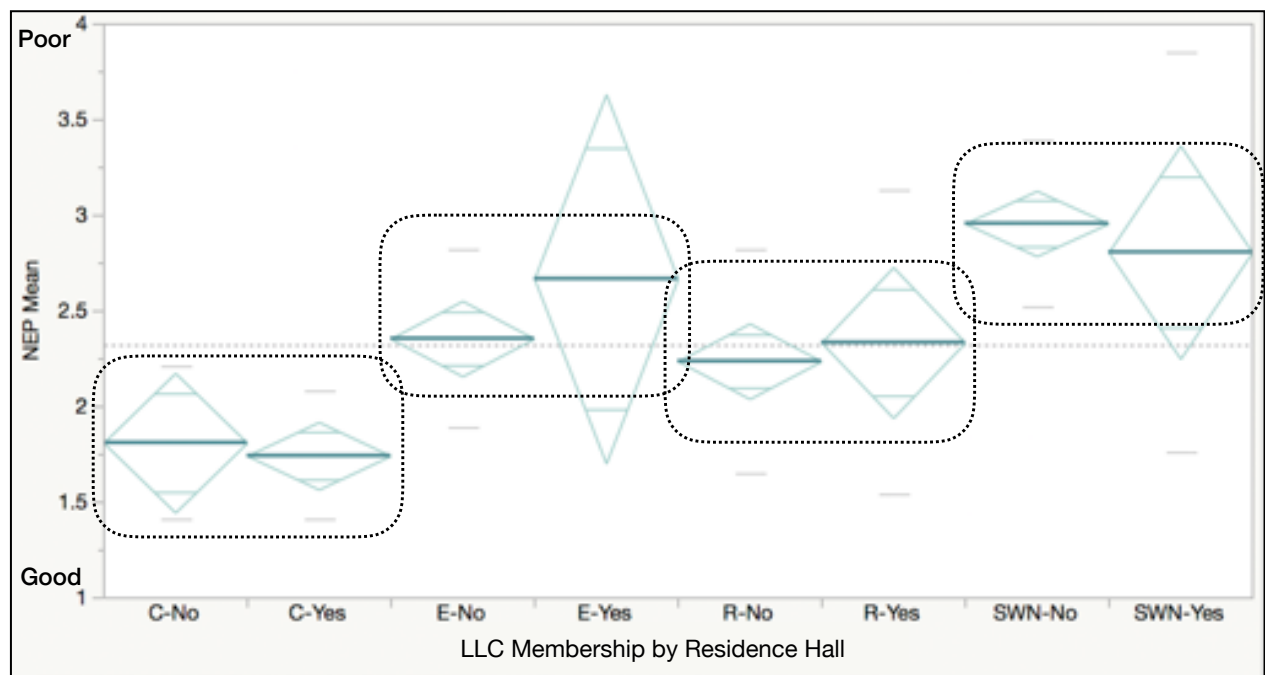 4
Poor
3.5
3
2.5
2
1.5
Good
1
NEP Mean
C-No C-Yes E-No E-Yes R-No R-Yes SWN-No SWN-Yes
LLC Membership by Residence Hall